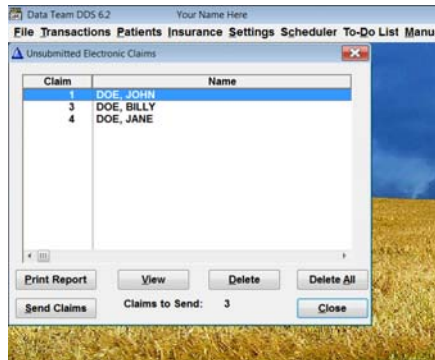 Data Team DDS 6.2 Your Name Here
File Transactions Patients Insurance Settings Scheduler To-Do List Manu
Unsubmitted Electronic Claims
Claim Name
1 DOE, JOHN
3 DOE, BILLY
4 DOE, JANE
Print Report View Delete Delete All
Send Claims Claims to Send: 3 Close